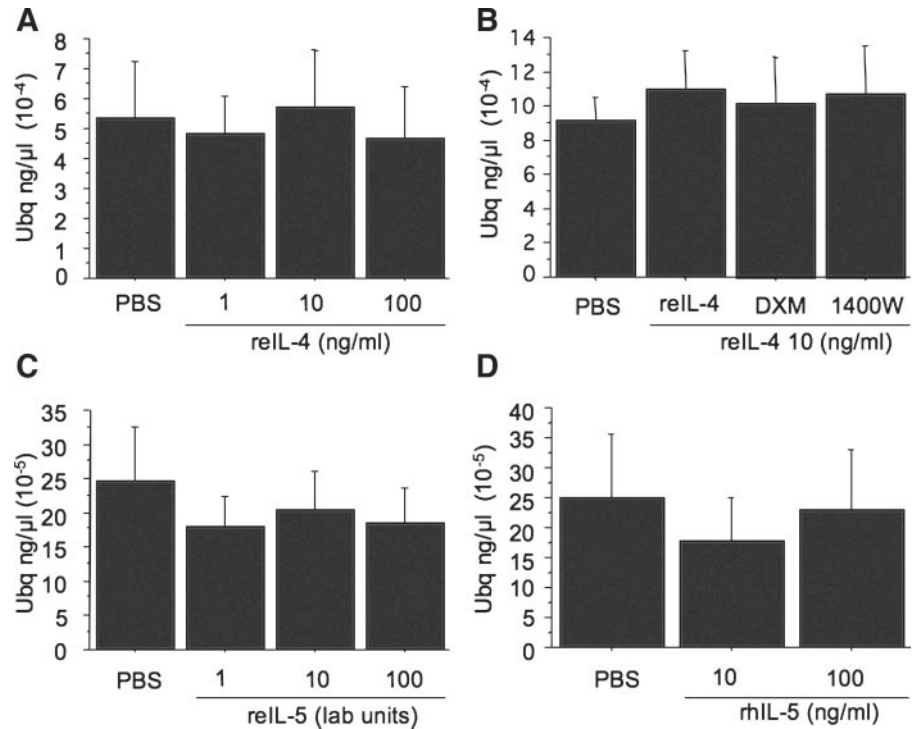 A
Ubq ng/µl (10⁻⁴)
8
7
6
5
4
3
2
1
0
PBS 1 10 100
reIL-4 (ng/ml)
B
Ubq ng/µl (10⁻⁴)
14
12
10
8
6
4
2
0
PBS reIL-4 DXM 1400W
reIL-4 10 (ng/ml)
C
Ubq ng/µl (10⁻⁵)
35
30
25
20
15
10
5
0
PBS 1 10 100
reIL-5 (lab units)
D
Ubq ng/µl (10⁻⁵)
40
35
30
25
20
15
10
5
0
PBS 10 100
rhIL-5 (ng/ml)